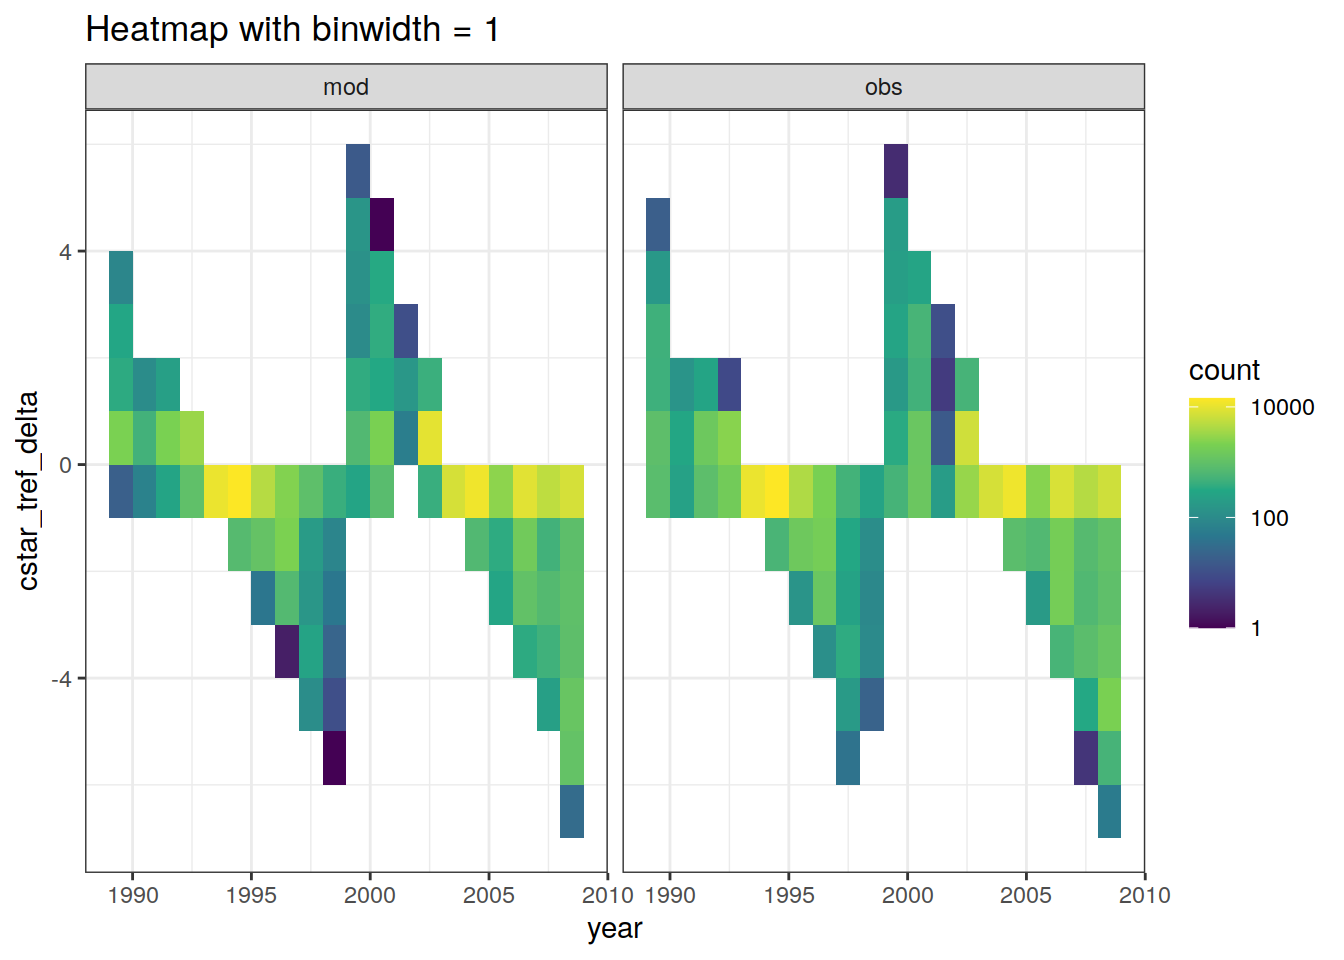 Heatmap with binwidth = 1
mod
obs
cstar_tref_delta
4
0
-4
1990 1995 2000 2005 2010
1990 1995 2000 2005 2010
year
count
10000
100
1